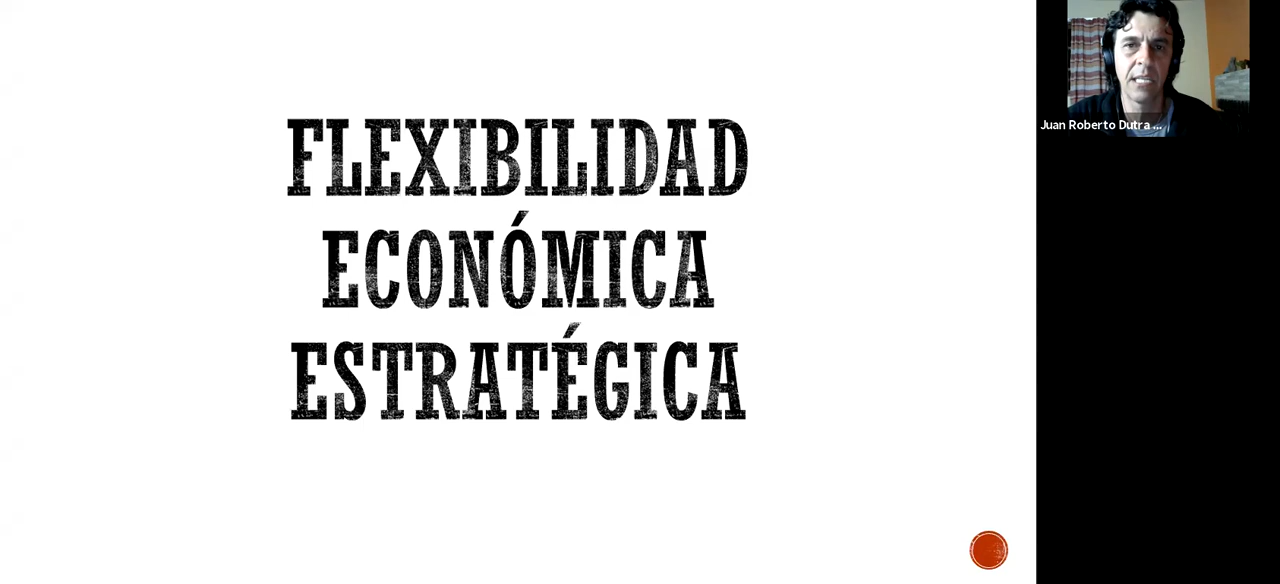 FLEXIBILIDAD
ECONÓMICA
ESTRATÉGICA
Juan Roberto Dutra ...